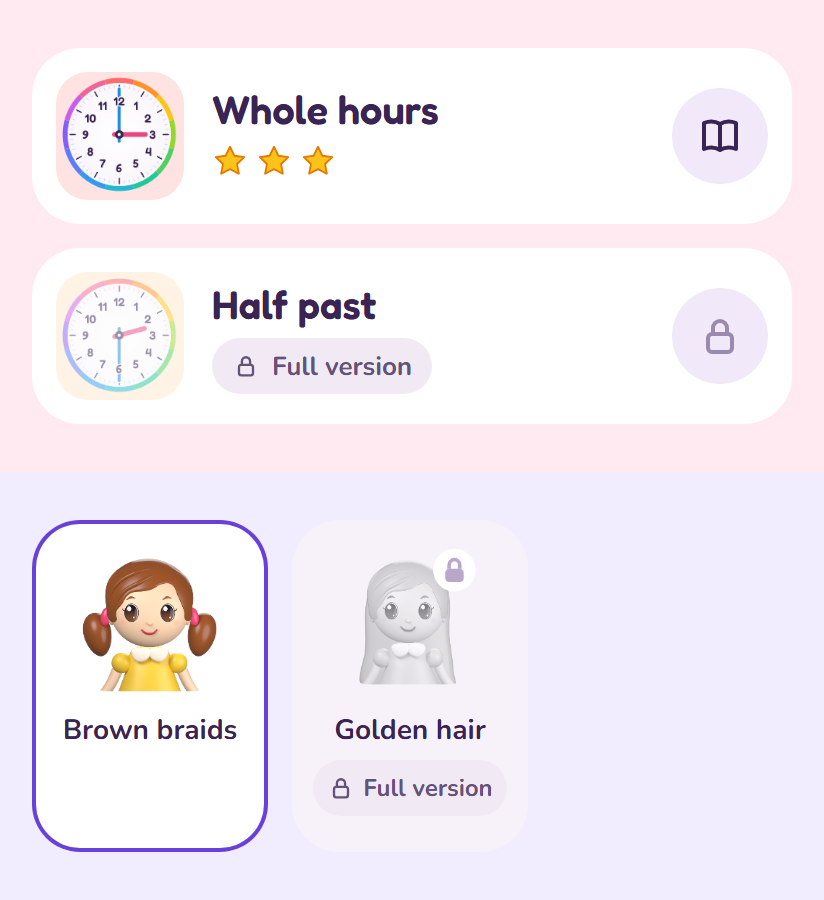 Whole hours
Half past
Full version
Brown braids
Golden hair
Full version